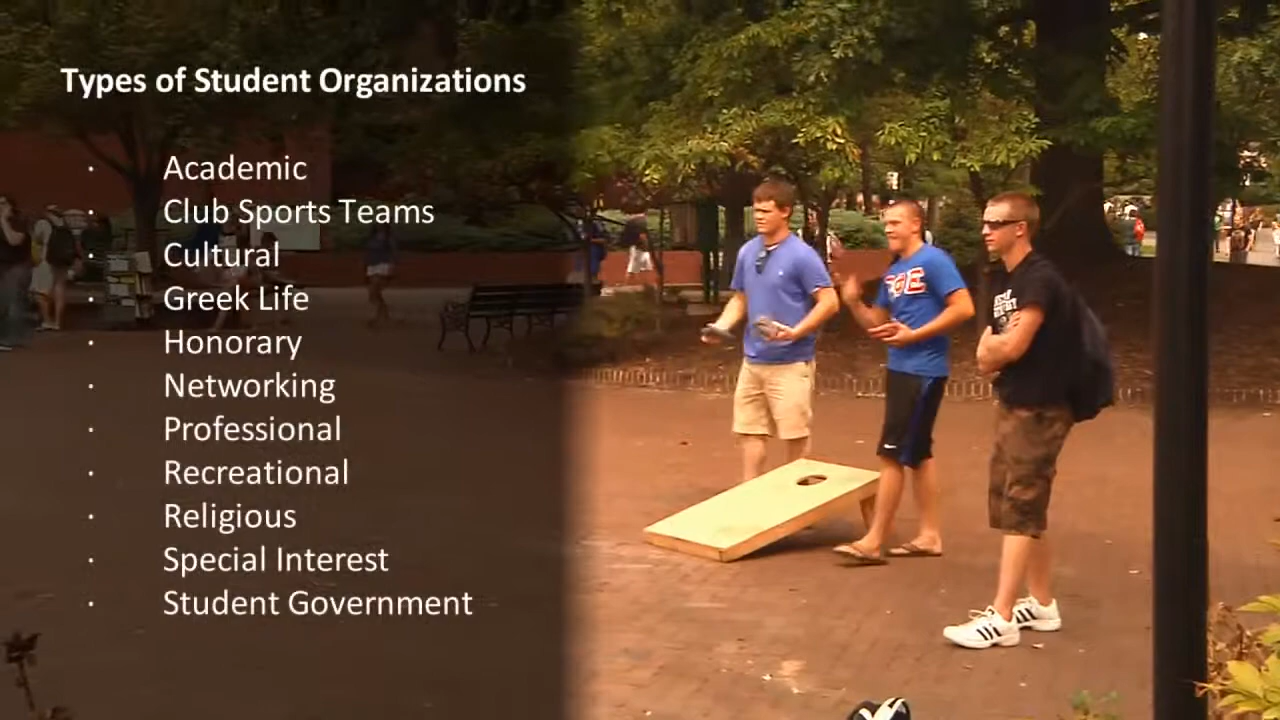 Types of Student Organizations
· Academic
· Club Sports Teams
· Cultural
· Greek Life
· Honorary
· Networking
· Professional
· Recreational
· Religious
· Special Interest
· Student Government